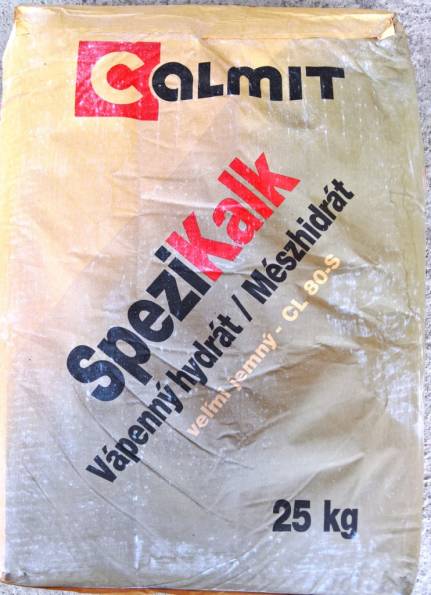 CALMIT
SpeziKalk
Vápenný hydrát / Mészhidrát
veľmi jemný - CL 80-S
25 kg